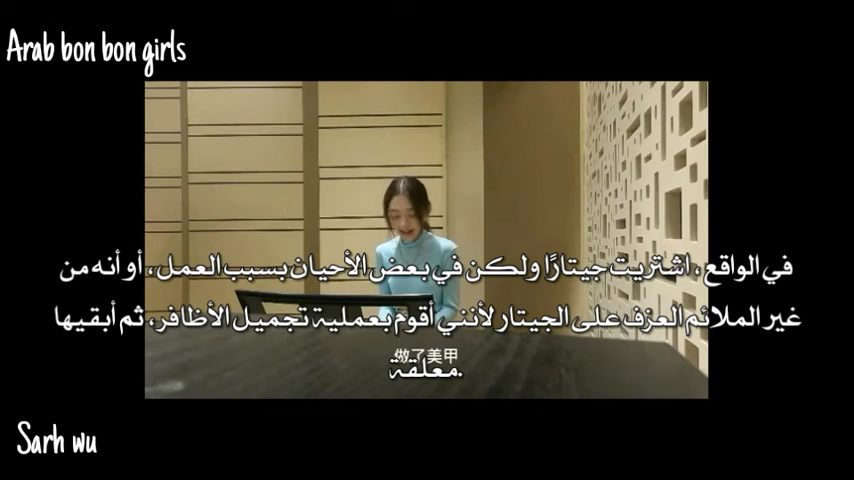 Arab bon bon girls
في الواقع، اشتريت جيتارًا ولكن في بعض الأحيان بسبب العمل، أو أنه من
غير الملائم العزف على الجيتار لأنني أقوم بعملية تجميل الأظافر، ثم أبقيها
做了美甲
معلقة.
Sarh wu